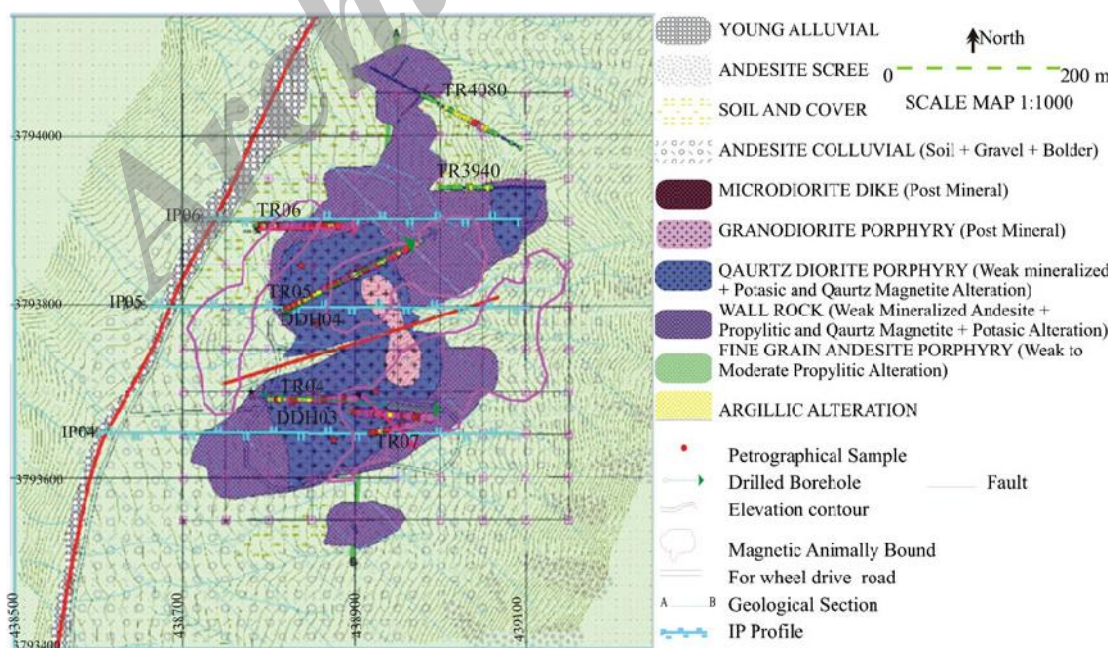 Archi
A
TR4080
3794000
TR3940
TR06
IP06
TR05
3793800
IP05
DDH04
TR04
DDH03
IP04
TR07
3793600
B
3793400
438500
438700
438900
439100
YOUNG ALLUVIAL
North
ANDESITE SCREE
0
200 m
SCALE MAP 1:1000
SOIL AND COVER
ANDESITE COLLUVIAL (Soil + Gravel + Bolder)
MICRODIORITE DIKE (Post Mineral)
GRANODIORITE PORPHYRY (Post Mineral)
QAURTZ DIORITE PORPHYRY (Weak mineralized
+ Potasic and Qaurtz Magnetite Alteration)
WALL ROCK (Weak Mineralized Andesite +
Propylitic and Qaurtz Magnetite + Potasic Alteration)
FINE GRAIN ANDESITE PORPHYRY (Weak to
Moderate Propylitic Alteration)
ARGILLIC ALTERATION
Petrographical Sample
Drilled Borehole
Fault
Elevation contour
Magnetic Animally Bound
For wheel drive road
A B Geological Section
IP Profile